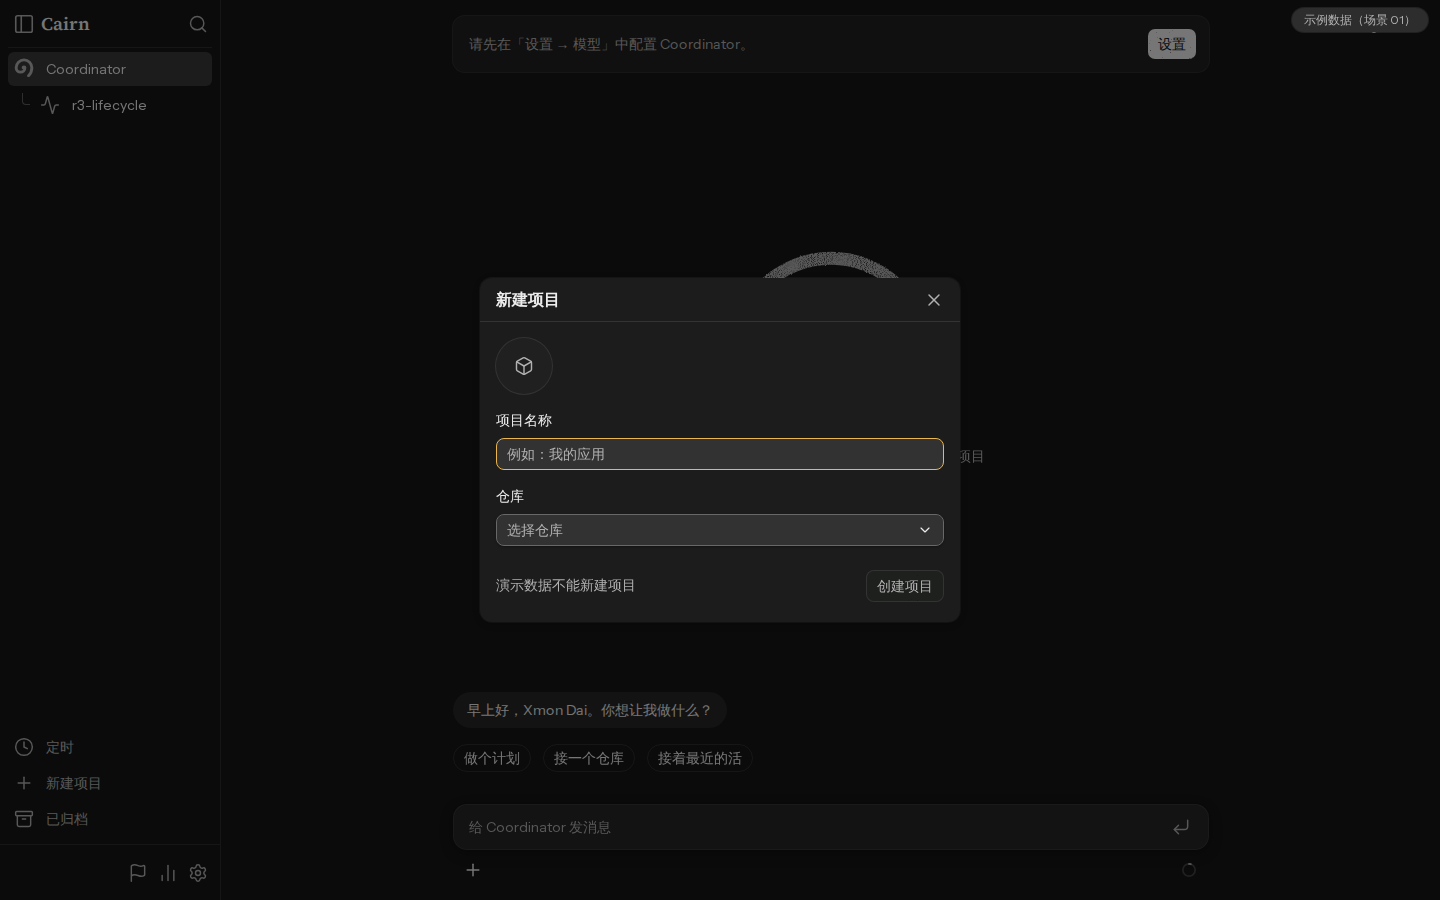 Cairn
Coordinator
r3-lifecycle
定时
新建项目
已归档
请先在「设置 → 模型」中配置 Coordinator。
设置
示例数据（场景 01）
新建项目
项目名称
例如：我的应用
仓库
选择仓库
演示数据不能新建项目
创建项目
项目
早上好，Xmon Dai。你想让我做什么？
做个计划
接一个仓库
接着最近的活
给 Coordinator 发消息